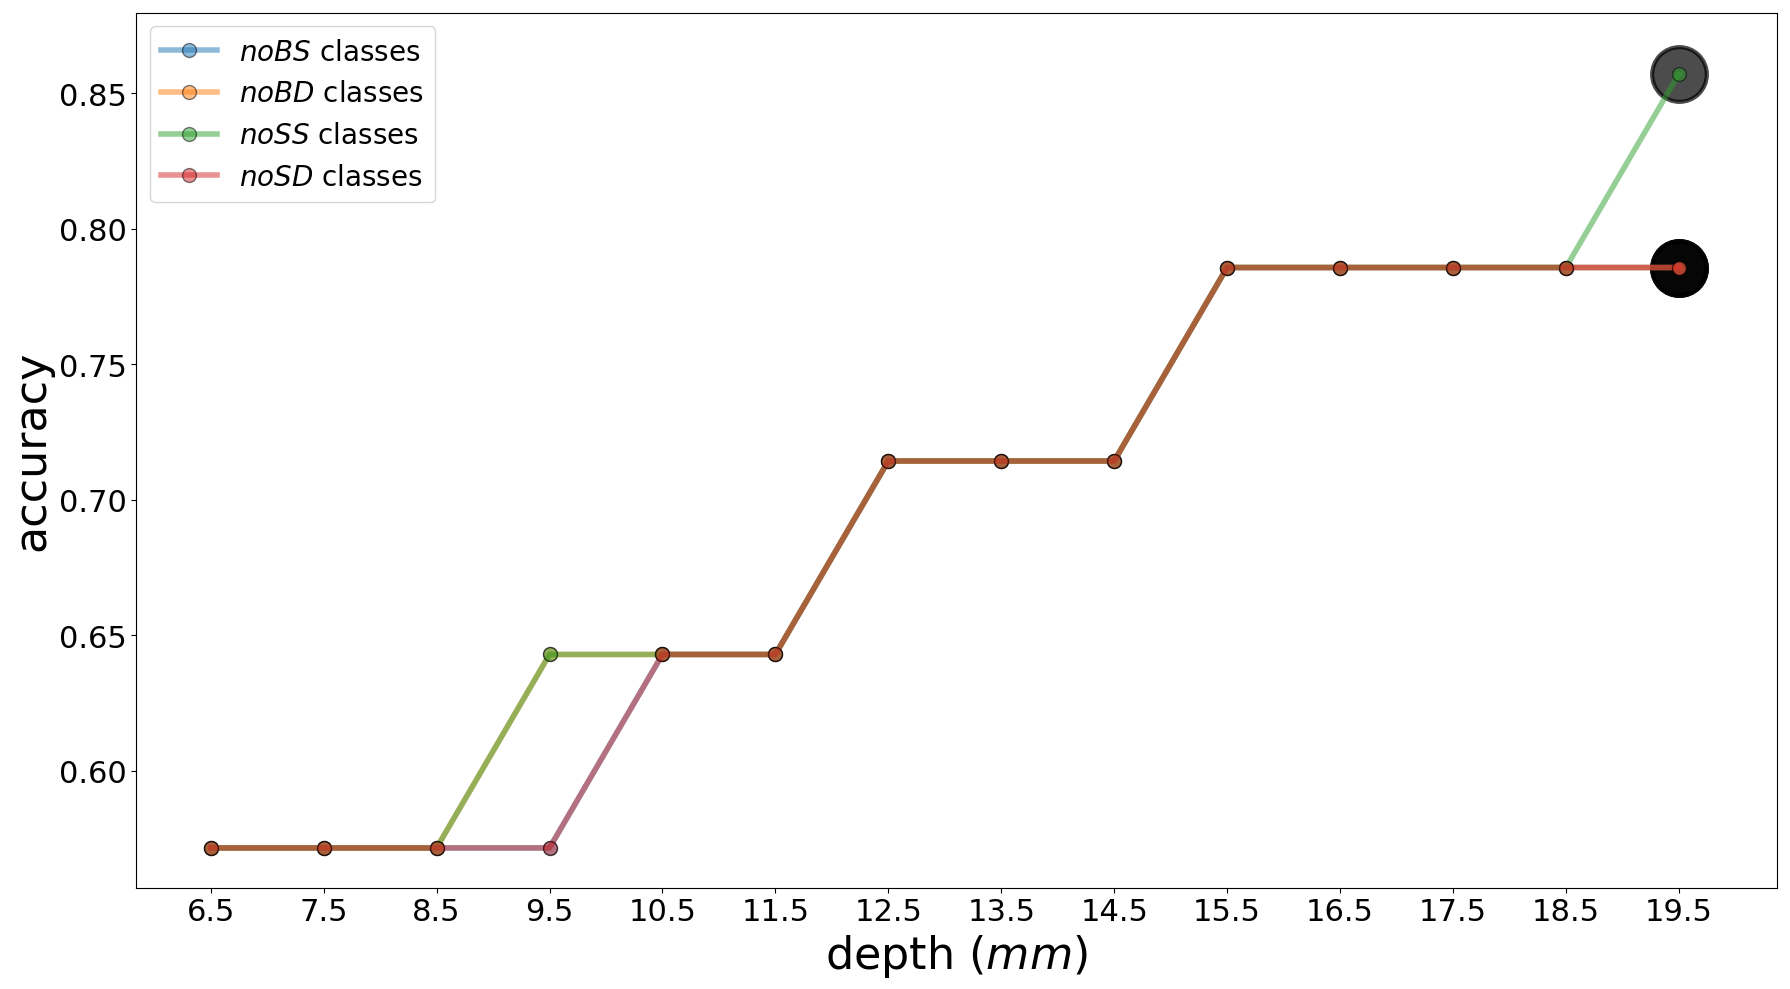 noBS classes
noBD classes
noSS classes
noSD classes
0.85
0.80
0.75
0.70
0.65
0.60
accuracy
6.5 7.5 8.5 9.5 10.5 11.5 12.5 13.5 14.5 15.5 16.5 17.5 18.5 19.5
depth (mm)